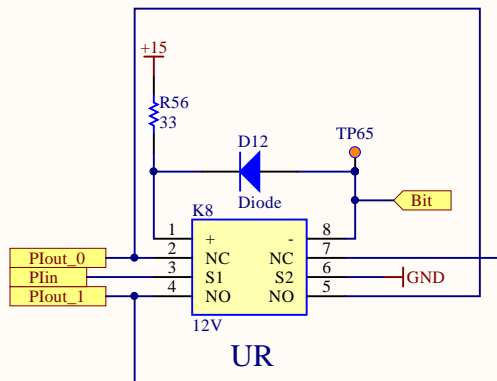 +15
R56
33
D12
TP65
Diode
Bit
K8
1 + - 8
PIout_0 2 NC NC 7
PIin 3 S1 S2 6 GND
PIout_1 4 NO NO 5
12V
UR